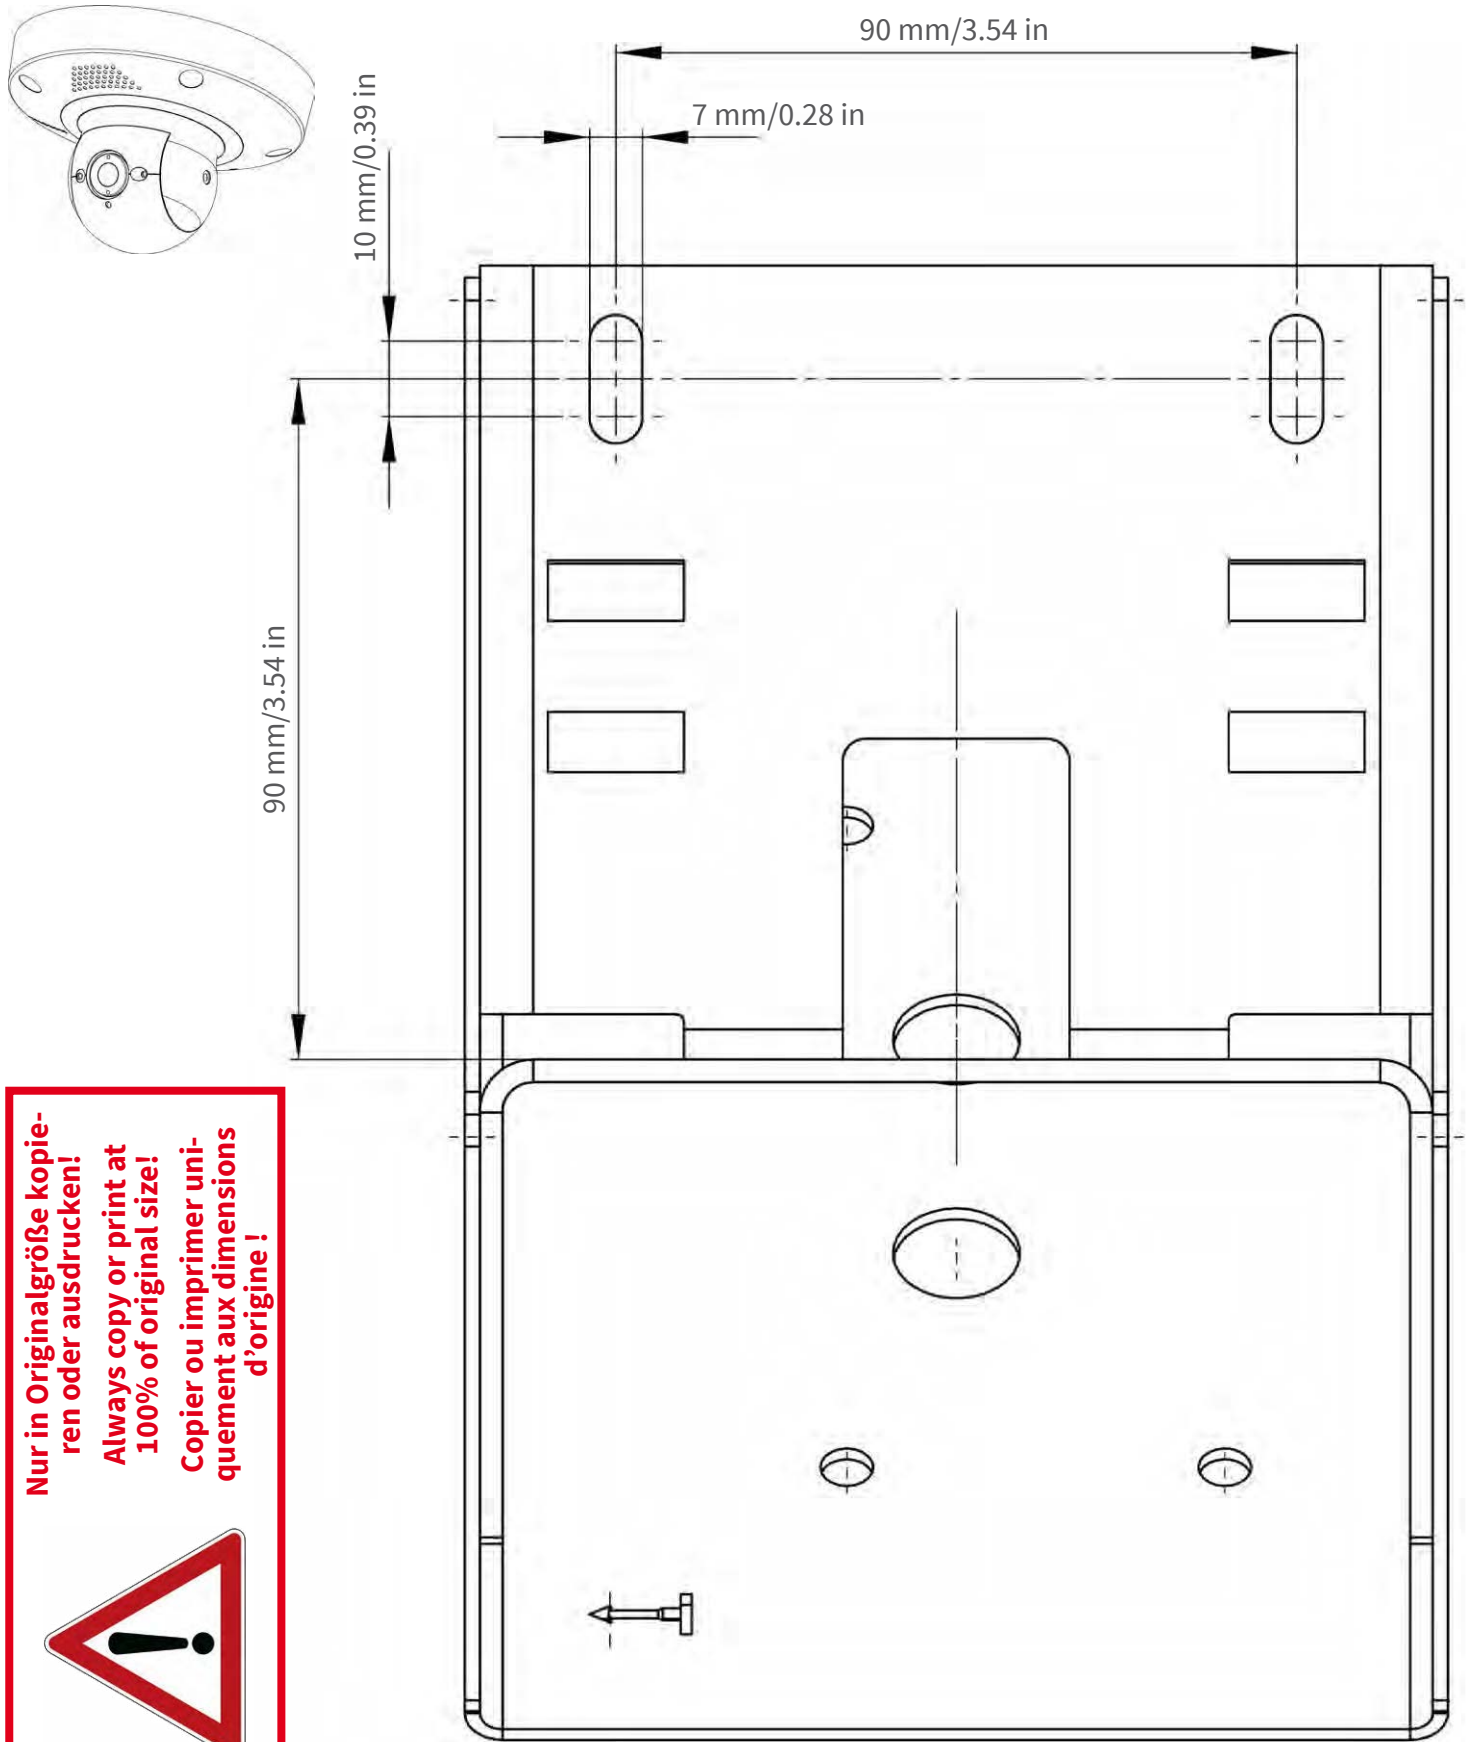 90 mm/3.54 in
7 mm/0.28 in
10 mm/0.39 in
90 mm/3.54 in
Nur in Originalgröße kopie-
ren oder ausdrucken!
Always copy or print at
100% of original size!
Copier ou imprimer uni-
quement aux dimensions
d’origine !